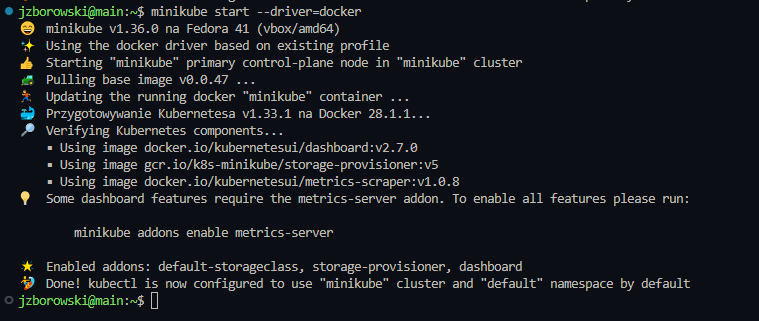 jzborowski@main:~$ minikube start --driver=docker
😄 minikube v1.36.0 na Fedora 41 (vbox/amd64)
✨ Using the docker driver based on existing profile
👍 Starting "minikube" primary control-plane node in "minikube" cluster
🚜 Pulling base image v0.0.47 ...
🏃 Updating the running docker "minikube" container ...
🐳 Przygotowywanie Kubernetesa v1.33.1 na Docker 28.1.1...
🔎 Verifying Kubernetes components...
▪ Using image docker.io/kubernetesui/dashboard:v2.7.0
▪ Using image gcr.io/k8s-minikube/storage-provisioner:v5
▪ Using image docker.io/kubernetesui/metrics-scraper:v1.0.8
💡 Some dashboard features require the metrics-server addon. To enable all features please run:
minikube addons enable metrics-server
🌟 Enabled addons: default-storageclass, storage-provisioner, dashboard
🏄 Done! kubectl is now configured to use "minikube" cluster and "default" namespace by default
jzborowski@main:~$